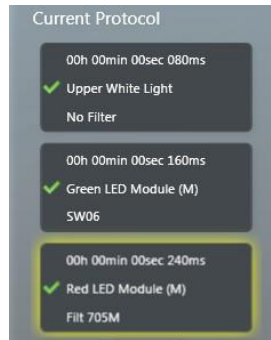 Current Protocol
00h 00min 00sec 080ms
Upper White Light
No Filter
00h 00min 00sec 160ms
Green LED Module (M)
SW06
00h 00min 00sec 240ms
Red LED Module (M)
Filt 705M